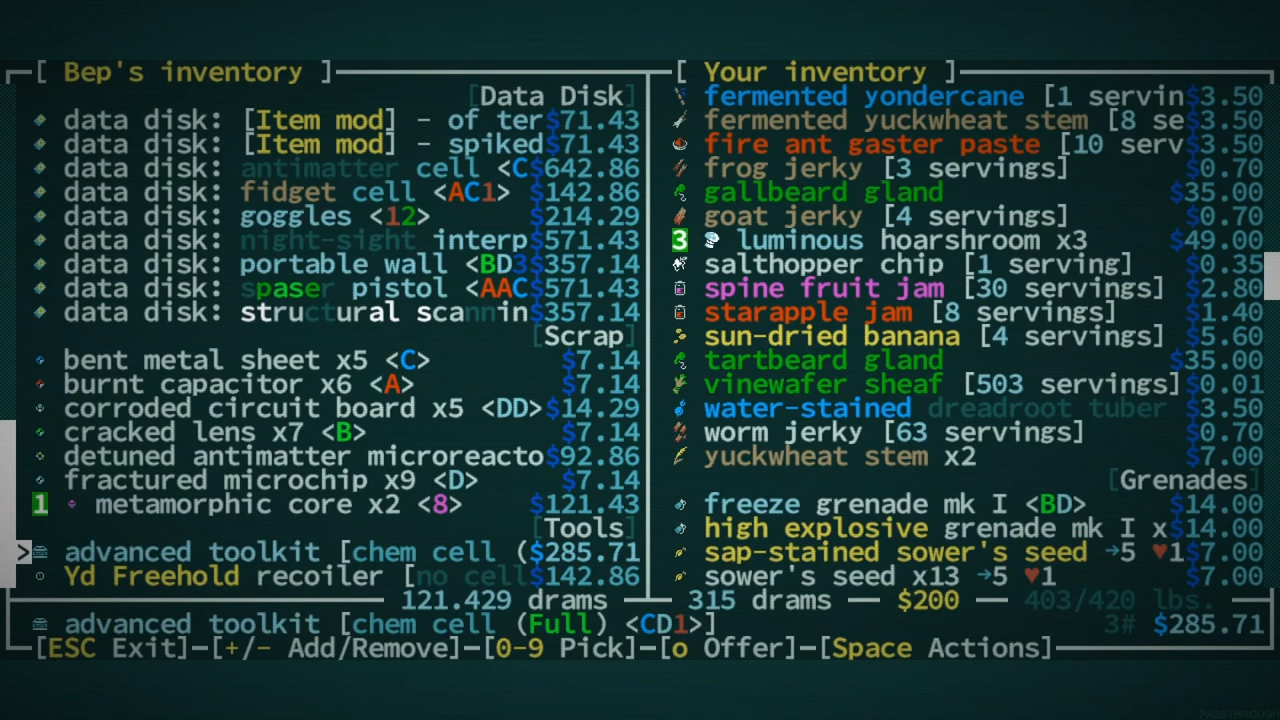 [ Bep's inventory ]
[Data Disk]
data disk: [Item mod] - of ter$71.43
data disk: [Item mod] - spiked$71.43
data disk: antimatter cell <C$642.86
data disk: fidget cell <AC1> $142.86
data disk: goggles <12> $214.29
data disk: night-sight interp$571.43
data disk: portable wall <BD3$357.14
data disk: spaser pistol <AAC$571.43
data disk: structural scannin$357.14
[Scrap]
bent metal sheet x5 <C> $7.14
burnt capacitor x6 <A> $7.14
corroded circuit board x5 <DD>$14.29
cracked lens x7 <B> $7.14
detuned antimatter microreacto$92.86
fractured microchip x9 <D> $7.14
1 metamorphic core x2 <8> $121.43
[Tools]
> advanced toolkit [chem cell ($285.71
Yd Freehold recoiler [no cell$142.86
121.429 drams
[ Your inventory ]
fermented yondercane [1 servin$3.50
fermented yuckwheat stem [8 se$3.50
fire ant gaster paste [10 serv$3.50
frog jerky [3 servings] $0.70
gallbeard gland $35.00
goat jerky [4 servings] $0.70
3 luminous hoarshroom x3 $49.00
salthopper chip [1 serving] $0.35
spine fruit jam [30 servings] $2.80
starapple jam [8 servings] $1.40
sun-dried banana [4 servings] $5.60
tartbeard gland $35.00
vinewafer sheaf [503 servings]$0.01
water-stained dreadroot tuber $3.50
worm jerky [63 servings] $0.70
yuckwheat stem x2 $7.00
[Grenades]
freeze grenade mk I <BD> $14.00
high explosive grenade mk I x$14.00
sap-stained sower's seed →5 ♥1$7.00
sower's seed x13 →5 ♥1 $7.00
315 drams — $200 — 403/420 lbs.
advanced toolkit [chem cell (Full) <CD1>] 3# $285.71
[ESC Exit]-[+/- Add/Remove]-[0-9 Pick]-[o Offer]-[Space Actions]